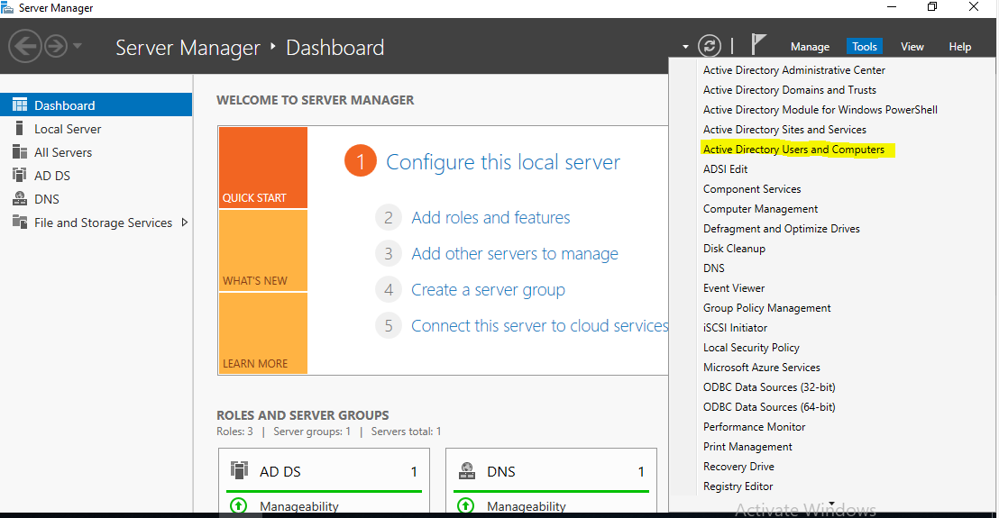 Server Manager
Server Manager ‣ Dashboard
Manage
Tools
View
Help
Dashboard
Local Server
All Servers
AD DS
DNS
File and Storage Services
WELCOME TO SERVER MANAGER
QUICK START
WHAT'S NEW
LEARN MORE
1 Configure this local server
2 Add roles and features
3 Add other servers to manage
4 Create a server group
5 Connect this server to cloud services
ROLES AND SERVER GROUPS
Roles: 3 | Server groups: 1 | Servers total: 1
AD DS 1
Manageability
DNS 1
Manageability
Active Directory Administrative Center
Active Directory Domains and Trusts
Active Directory Module for Windows PowerShell
Active Directory Sites and Services
Active Directory Users and Computers
ADSI Edit
Component Services
Computer Management
Defragment and Optimize Drives
Disk Cleanup
DNS
Event Viewer
Group Policy Management
iSCSI Initiator
Local Security Policy
Microsoft Azure Services
ODBC Data Sources (32-bit)
ODBC Data Sources (64-bit)
Performance Monitor
Print Management
Recovery Drive
Registry Editor
Activate Windows